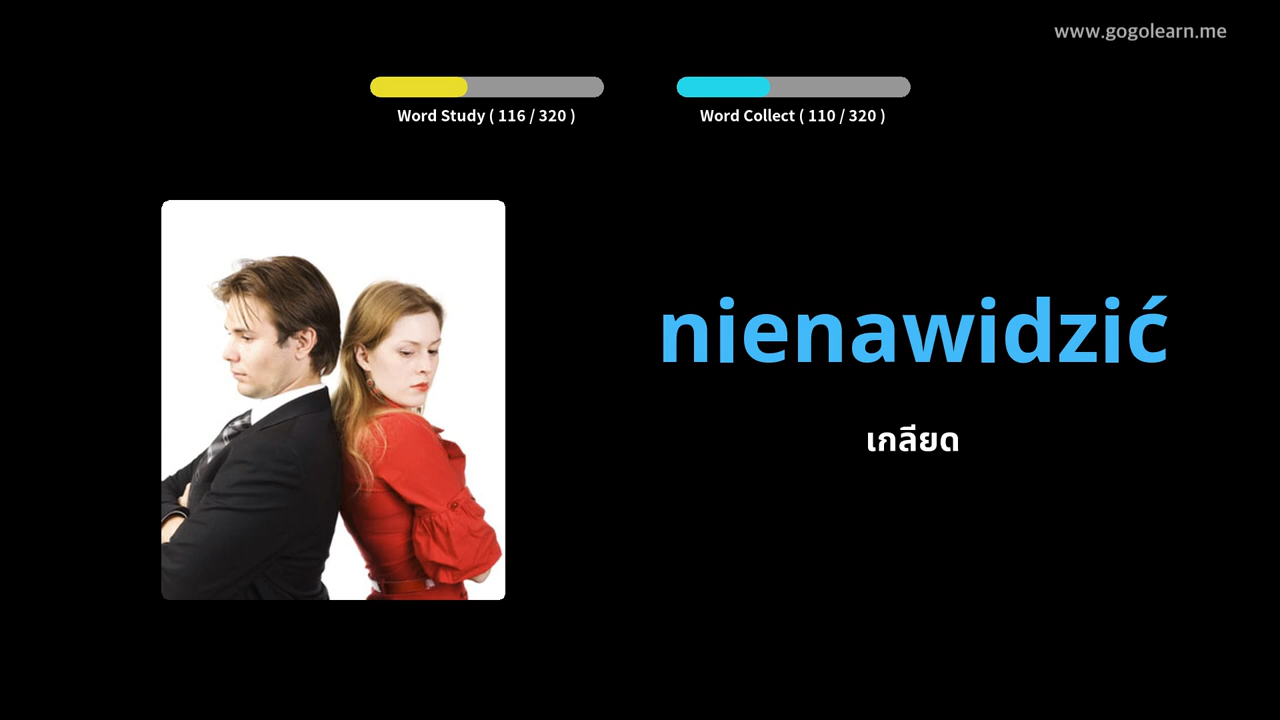 www.gogolearn.me
Word Study ( 116 / 320 )
Word Collect ( 110 / 320 )
nienawidzić
เกลียด